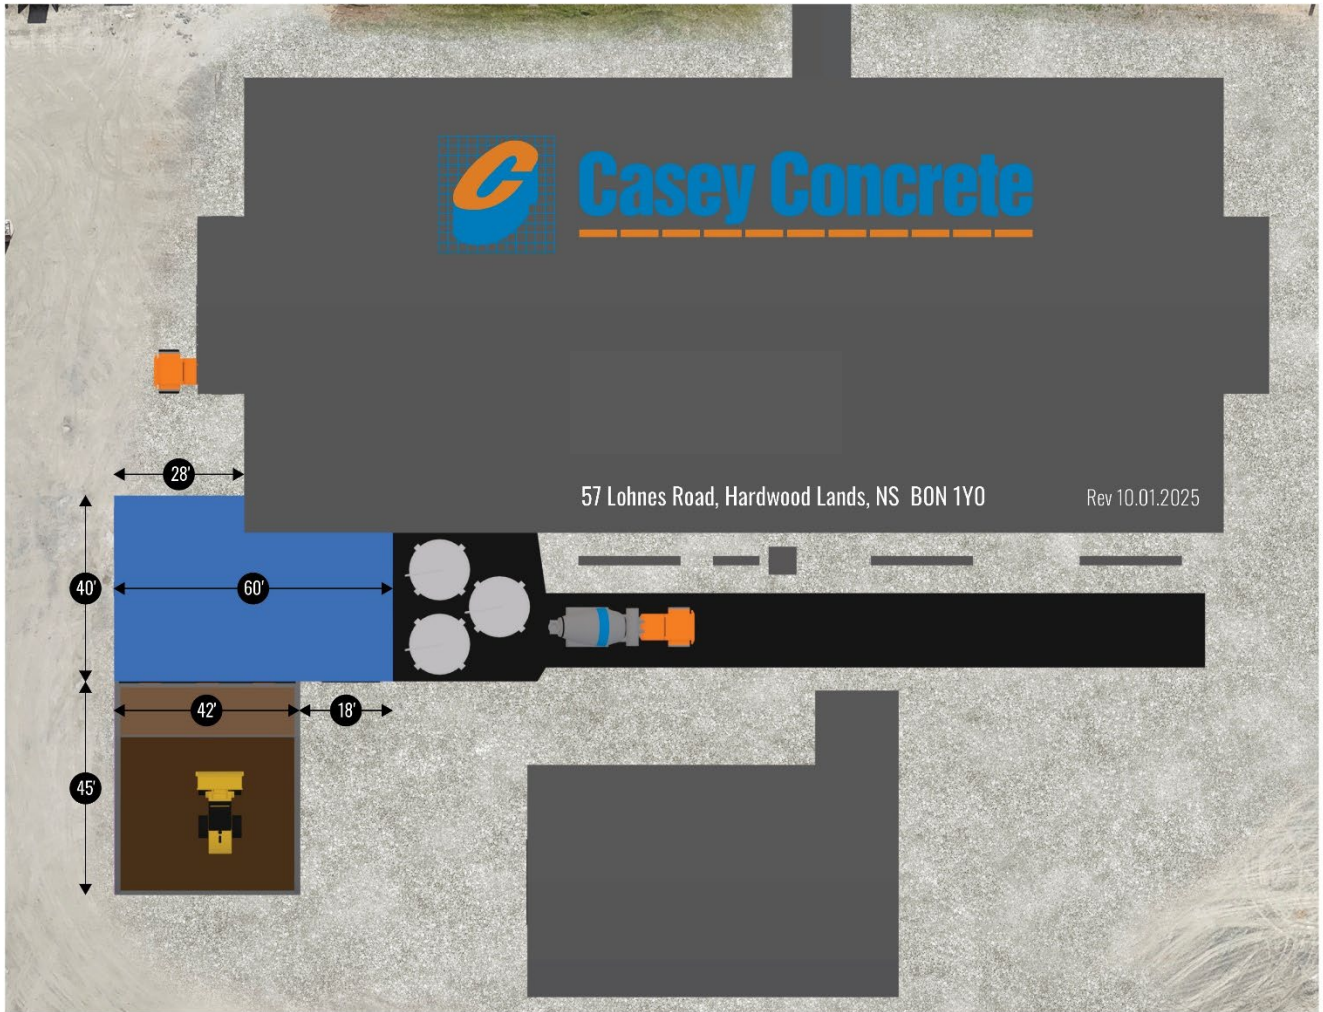 C
Casey Concrete
28'
57 Lohnes Road, Hardwood Lands, NS  B0N 1Y0
Rev 10.01.2025
40'
60'
42'
18'
45'